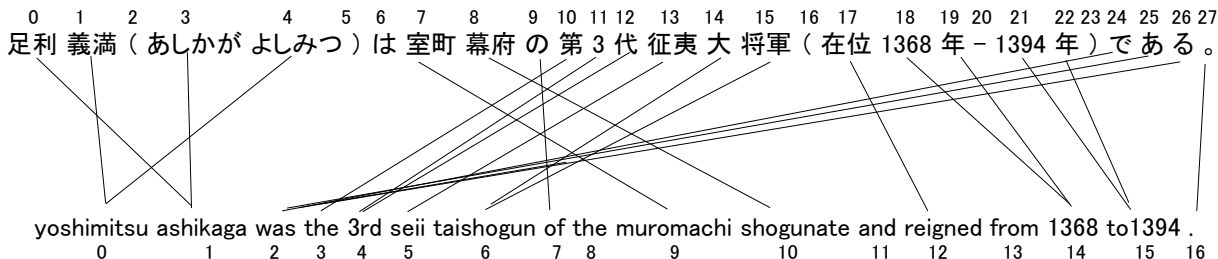 0 1 2 3 4 5 6 7 8 9 10 11 12 13 14 15 16 17 18 19 20 21 22 23 24 25 26 27
足利 義満 ( あしかが よしみつ ) は 室町 幕府 の 第 3 代 征夷 大 将軍 ( 在位 1368 年 − 1394 年 ) で ある 。
yoshimitsu ashikaga was the 3rd seii taishogun of the muromachi shogunate and reigned from 1368 to1394 .
0 1 2 3 4 5 6 7 8 9 10 11 12 13 14 15 16